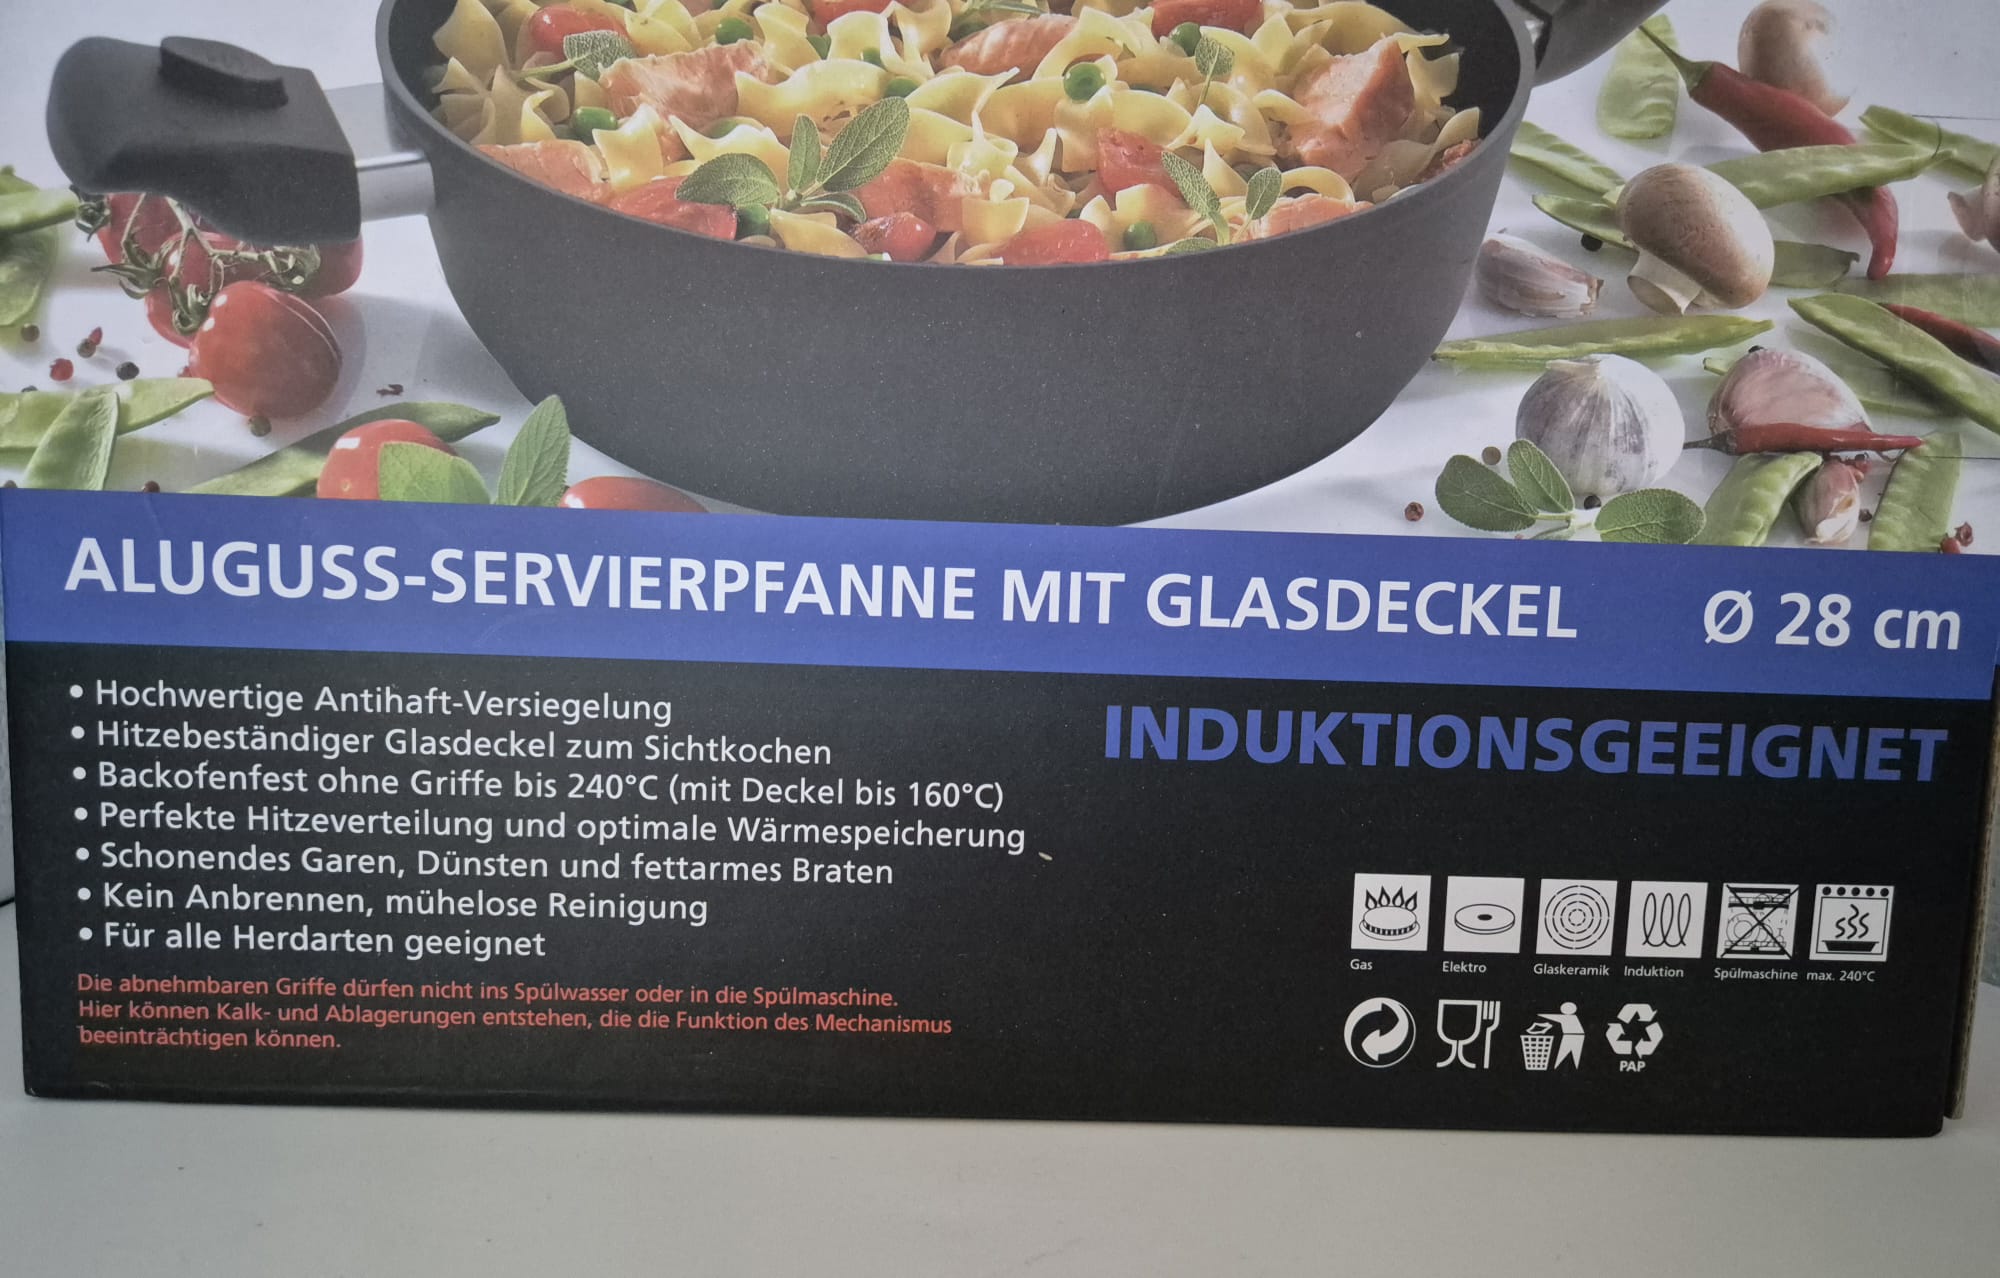 ALUGUSS-SERVIERPFANNE MIT GLASDECKEL Ø 28 cm
• Hochwertige Antihaft-Versiegelung
• Hitzebeständiger Glasdeckel zum Sichtkochen
• Backofenfest ohne Griffe bis 240°C (mit Deckel bis 160°C)
• Perfekte Hitzeverteilung und optimale Wärmespeicherung
• Schonendes Garen, Dünsten und fettarmes Braten
• Kein Anbrennen, mühelose Reinigung
• Für alle Herdarten geeignet
Die abnehmbaren Griffe dürfen nicht ins Spülwasser oder in die Spülmaschine.
Hier können Kalk- und Ablagerungen entstehen, die die Funktion des Mechanismus
beeinträchtigen können.
INDUKTIONSGEEIGNET
Gas Elektro Glaskeramik Induktion Spülmaschine max. 240°C
PAP